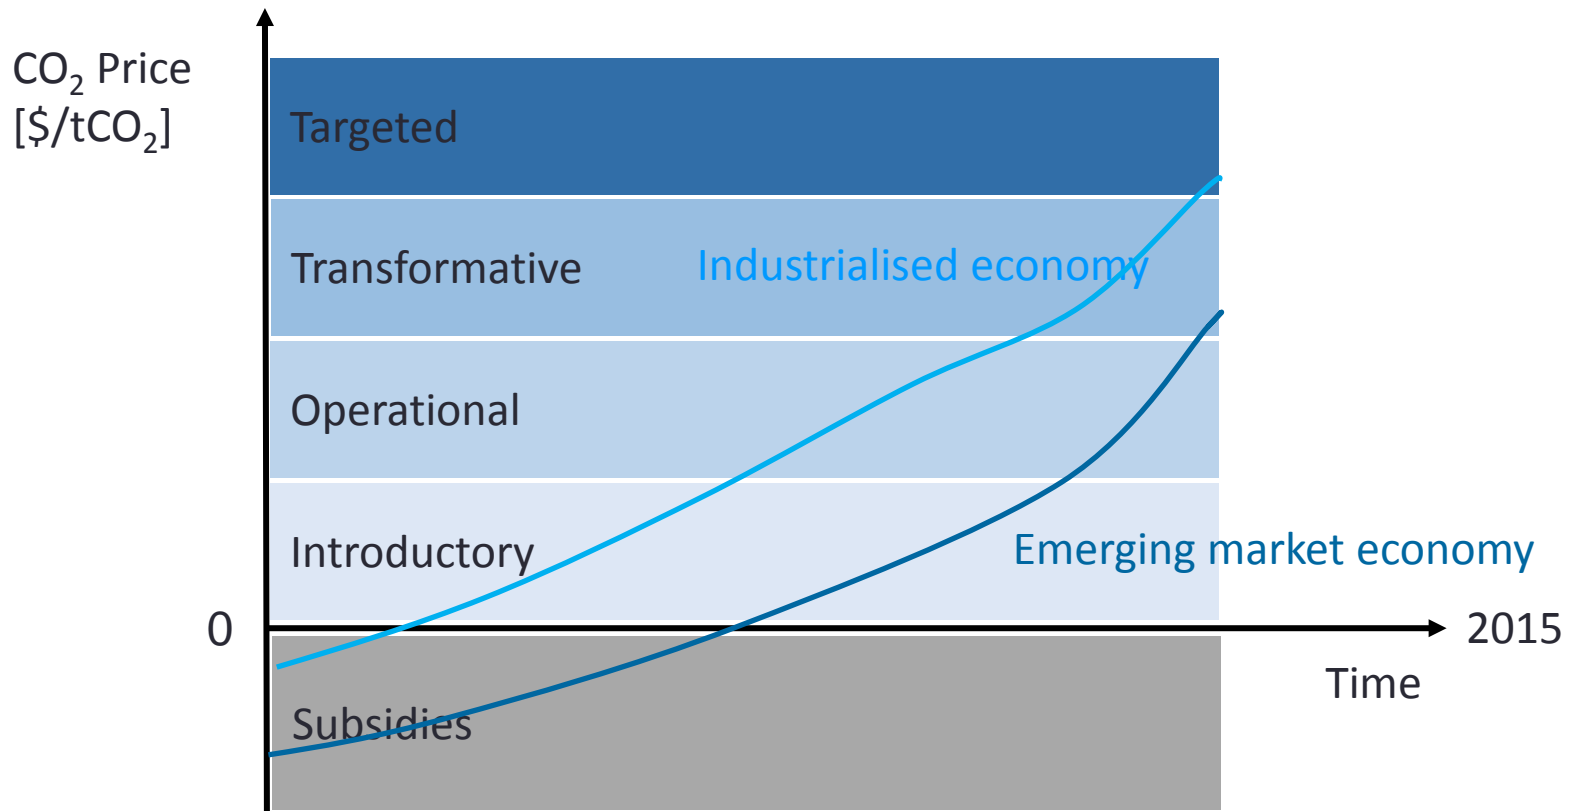 CO₂ Price
[$/tCO₂]
Targeted
Transformative
Industrialised economy
Operational
Introductory
Emerging market economy
0
2015
Time
Subsidies